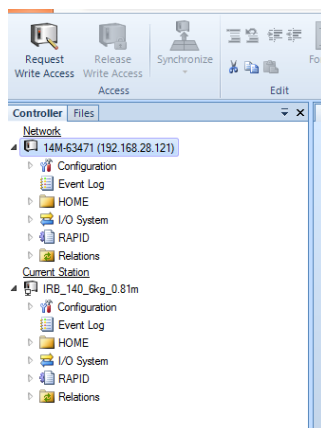 Request
Write Access
Release
Write Access
Synchronize
Fo
Access
Edit
Controller
Files
Network
14M-63471 (192.168.28.121)
Configuration
Event Log
HOME
I/O System
RAPID
Relations
Current Station
IRB_140_6kg_0.81m
Configuration
Event Log
HOME
I/O System
RAPID
Relations